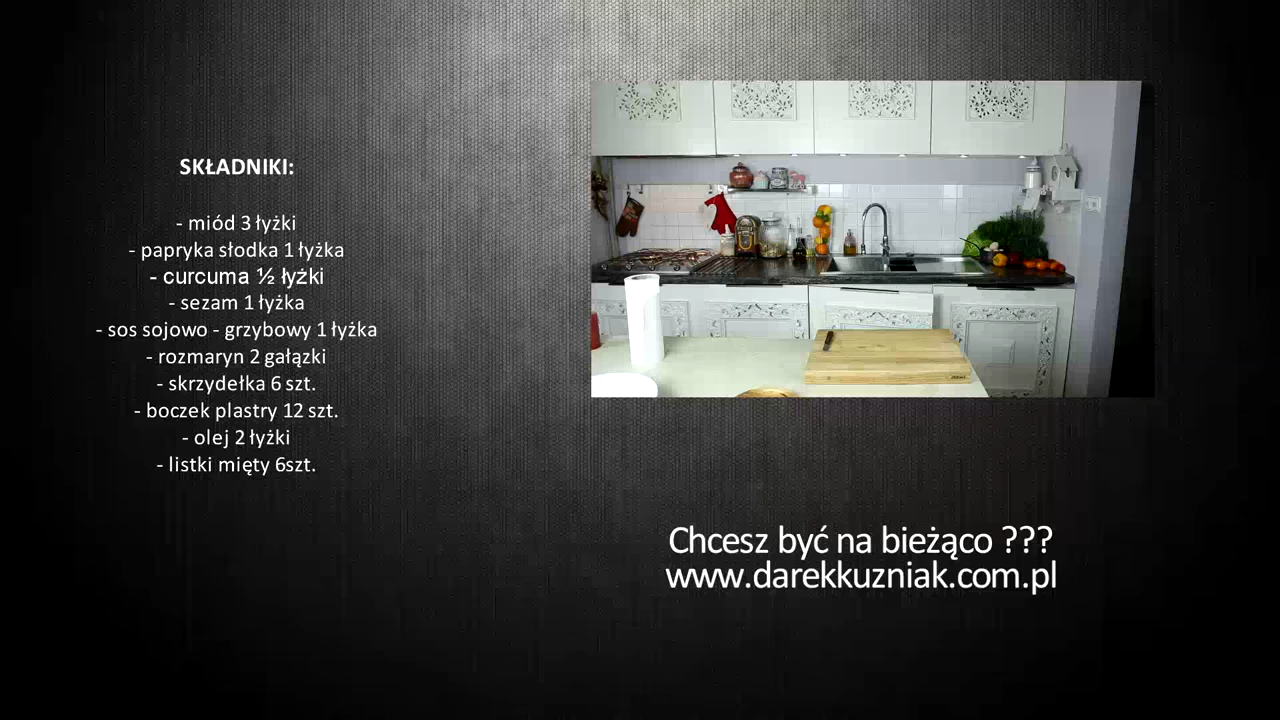 SKŁADNIKI:
- miód 3 łyżki
- papryka słodka 1 łyżka
- curcuma ½ łyżki
- sezam 1 łyżka
- sos sojowo - grzybowy 1 łyżka
- rozmaryn 2 gałązki
- skrzydełka 6 szt.
- boczek plastry 12 szt.
- olej 2 łyżki
- listki mięty 6szt.
Chcesz być na bieżąco ???
www.darekkuzniak.com.pl